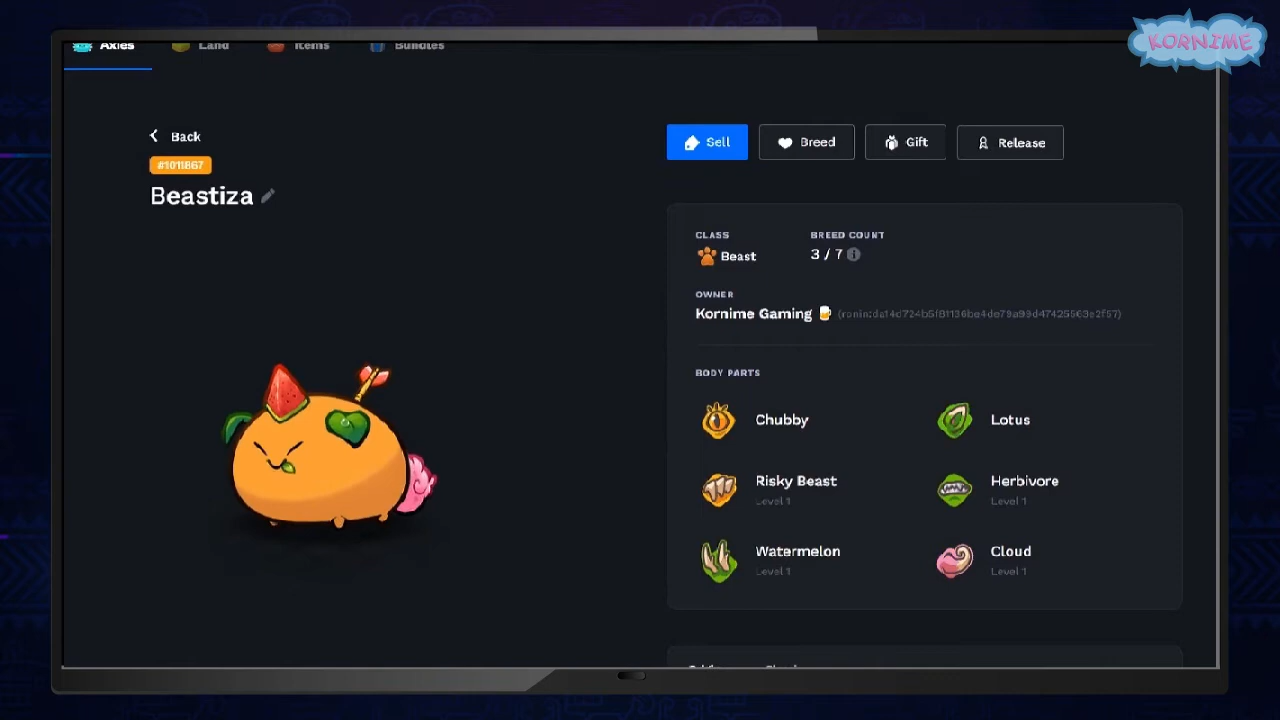 Axies Land Items Bundles
KORNIME
Back
#1011867
Beastiza
Sell Breed Gift Release
CLASS BREED COUNT
Beast 3 / 7
OWNER
Kornime Gaming
BODY PARTS
Chubby Lotus
Risky Beast Herbivore
Level 1 Level 1
Watermelon Cloud
Level 1 Level 1